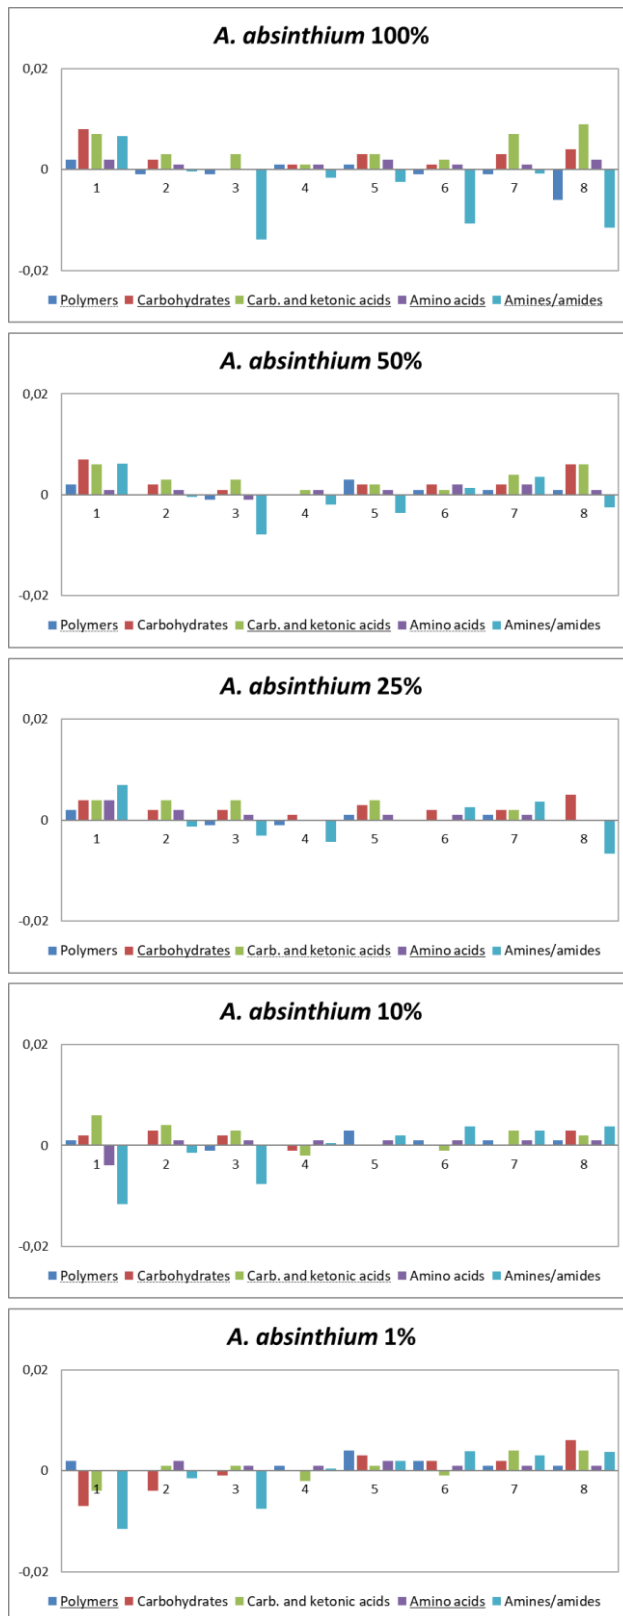 A. absinthium 100%
0,02
0
1 2 3 4 5 6 7 8
-0,02
Polymers Carbohydrates Carb. and ketonic acids Amino acids Amines/amides
A. absinthium 50%
0,02
0
1 2 3 4 5 6 7 8
-0,02
Polymers Carbohydrates Carb. and ketonic acids Amino acids Amines/amides
A. absinthium 25%
0,02
0
1 2 3 4 5 6 7 8
-0,02
Polymers Carbohydrates Carb. and ketonic acids Amino acids Amines/amides
A. absinthium 10%
0,02
0
1 2 3 4 5 6 7 8
-0,02
Polymers Carbohydrates Carb. and ketonic acids Amino acids Amines/amides
A. absinthium 1%
0,02
0
1 2 3 4 5 6 7 8
-0,02
Polymers Carbohydrates Carb. and ketonic acids Amino acids Amines/amides